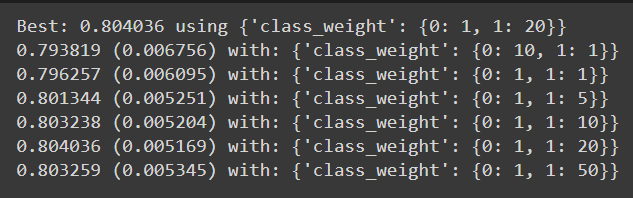 Best: 0.804036 using {'class_weight': {0: 1, 1: 20}}
0.793819 (0.006756) with: {'class_weight': {0: 10, 1: 1}}
0.796257 (0.006095) with: {'class_weight': {0: 1, 1: 1}}
0.801344 (0.005251) with: {'class_weight': {0: 1, 1: 5}}
0.803238 (0.005204) with: {'class_weight': {0: 1, 1: 10}}
0.804036 (0.005169) with: {'class_weight': {0: 1, 1: 20}}
0.803259 (0.005345) with: {'class_weight': {0: 1, 1: 50}}